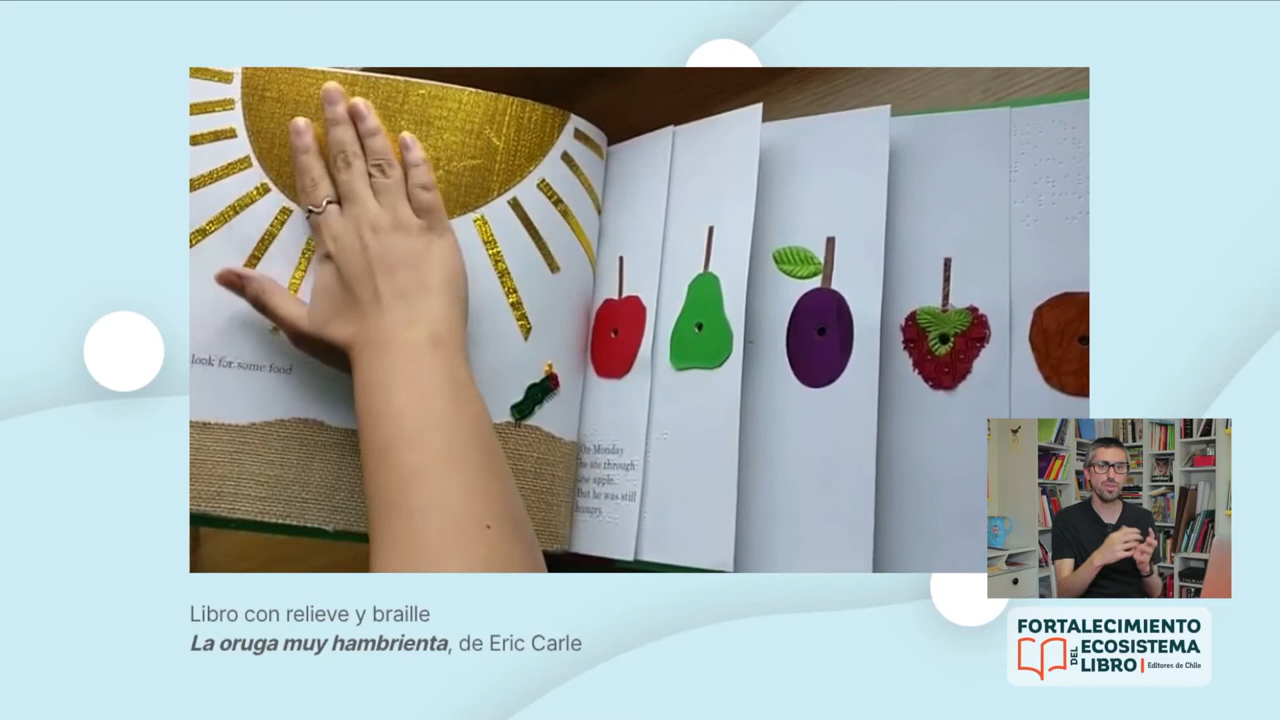 look for some food
On Monday
he ate through
one apple.
But he was still
hungry.
Libro con relieve y braille
La oruga muy hambrienta, de Eric Carle
FORTALECIMIENTO
DEL ECOSISTEMA
LIBRO | Editores de Chile